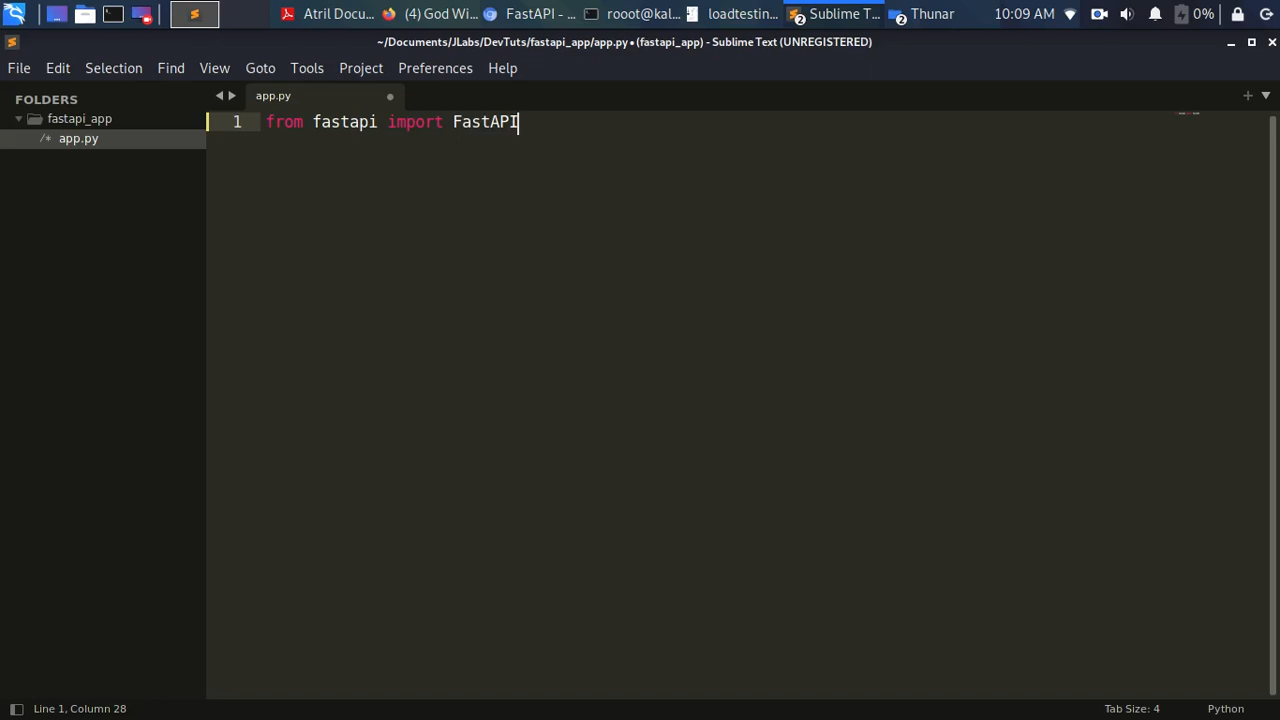 Atril Docu...
(4) God Wi...
FastAPI - ...
rooot@kal...
loadtestin...
Sublime T...
2
Thunar
2
10:09 AM
0%
~/Documents/JLabs/DevTuts/fastapi_app/app.py • (fastapi_app) - Sublime Text (UNREGISTERED)
File Edit Selection Find View Goto Tools Project Preferences Help
FOLDERS
fastapi_app
/* app.py
app.py
1 from fastapi import FastAPI
Line 1, Column 28
Tab Size: 4
Python